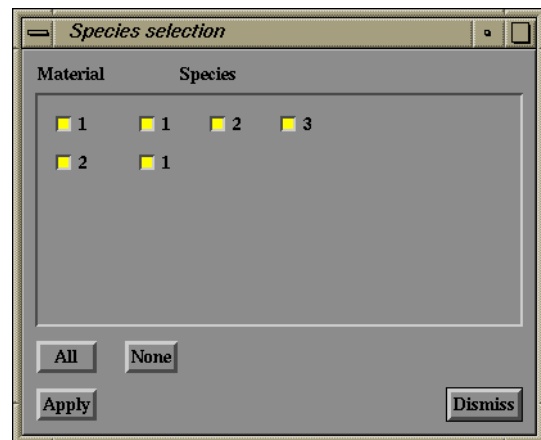 Species selection
Material Species
1 1 2 3
2 1
All None
Apply Dismiss